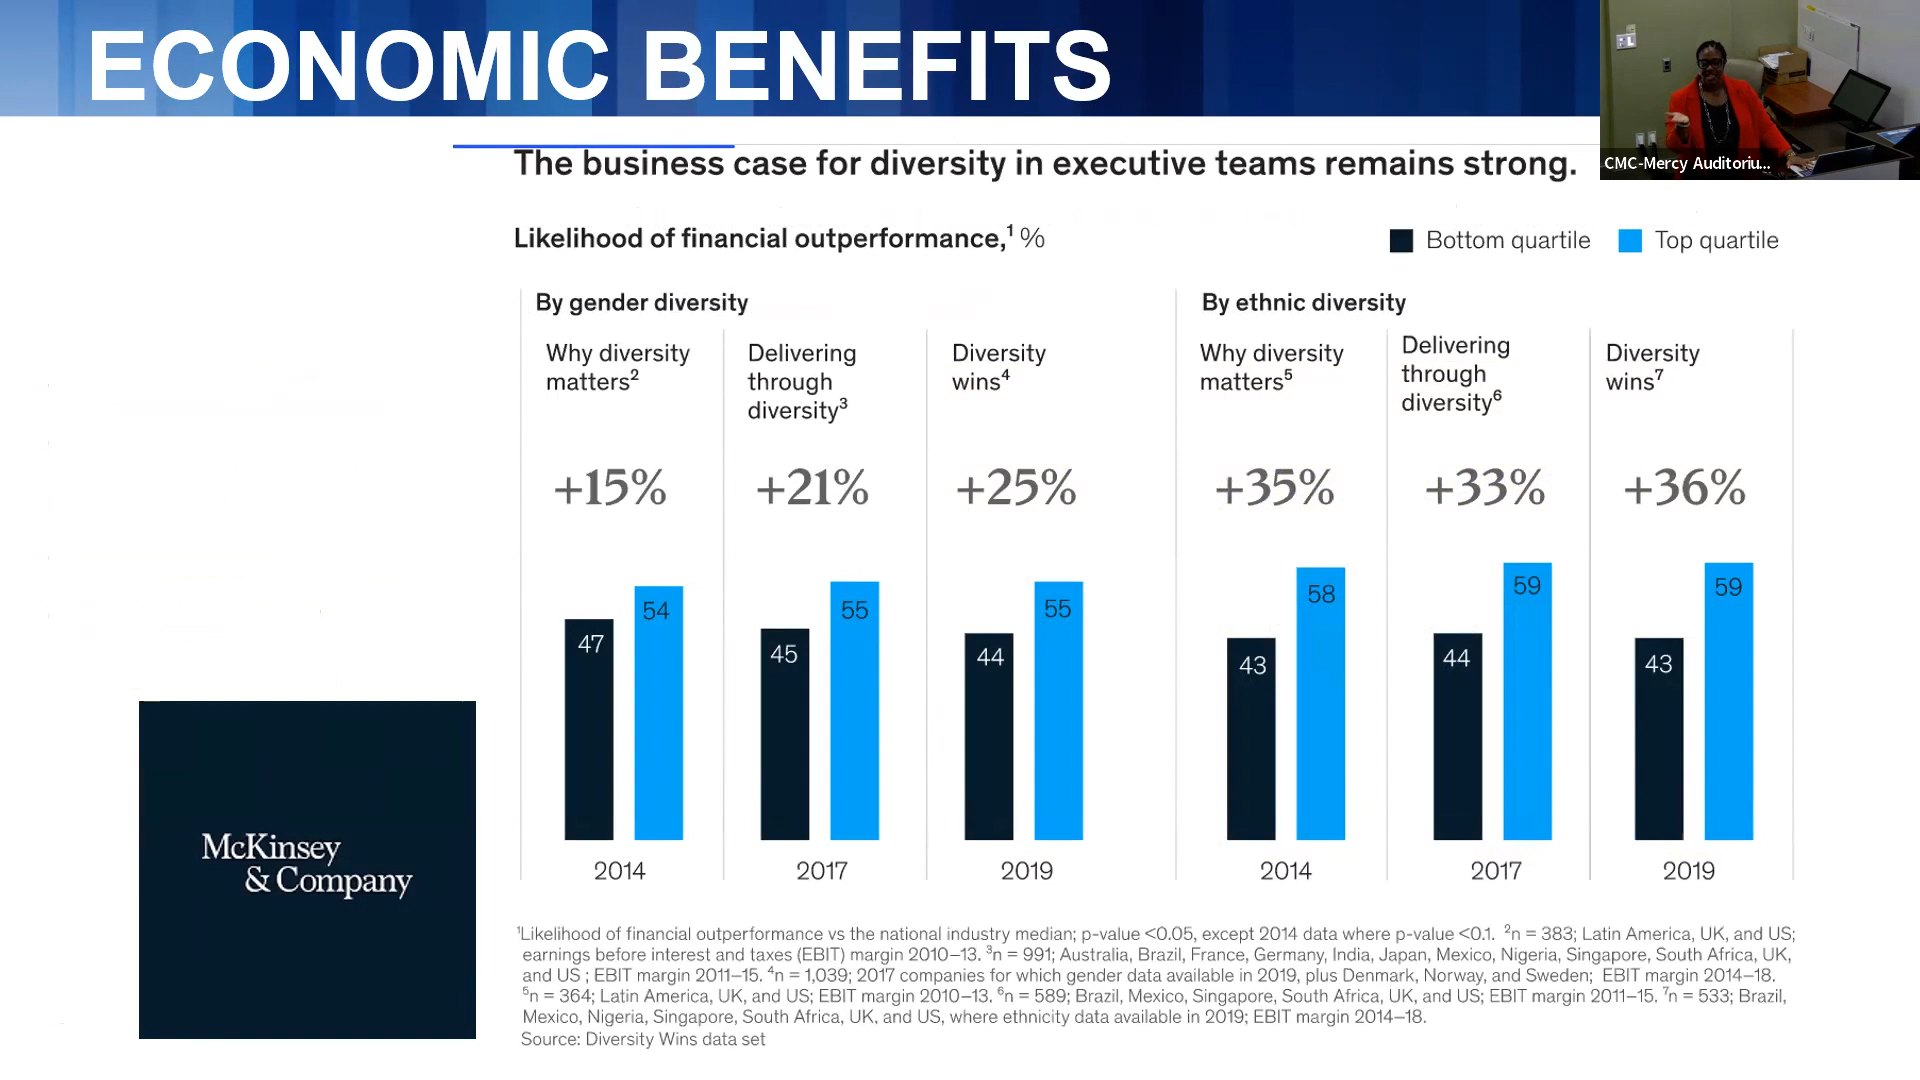 ECONOMIC BENEFITS
CMC-Mercy Auditoriu...
The business case for diversity in executive teams remains strong.
Likelihood of financial outperformance,¹ %
Bottom quartile
Top quartile
By gender diversity
Why diversity
matters²
Delivering
through
diversity³
Diversity
wins⁴
+15%
+21%
+25%
47
54
45
55
44
55
2014
2017
2019
By ethnic diversity
Why diversity
matters⁵
Delivering
through
diversity⁶
Diversity
wins⁷
+35%
+33%
+36%
43
58
44
59
43
59
2014
2017
2019
McKinsey
& Company
¹Likelihood of financial outperformance vs the national industry median; p-value <0.05, except 2014 data where p-value <0.1. ²n = 383; Latin America, UK, and US;
earnings before interest and taxes (EBIT) margin 2010–13. ³n = 991; Australia, Brazil, France, Germany, India, Japan, Mexico, Nigeria, Singapore, South Africa, UK,
and US ; EBIT margin 2011–15. ⁴n = 1,039; 2017 companies for which gender data available in 2019, plus Denmark, Norway, and Sweden; EBIT margin 2014–18.
⁵n = 364; Latin America, UK, and US; EBIT margin 2010–13. ⁶n = 589; Brazil, Mexico, Singapore, South Africa, UK, and US; EBIT margin 2011–15. ⁷n = 533; Brazil,
Mexico, Nigeria, Singapore, South Africa, UK, and US, where ethnicity data available in 2019; EBIT margin 2014–18.
Source: Diversity Wins data set